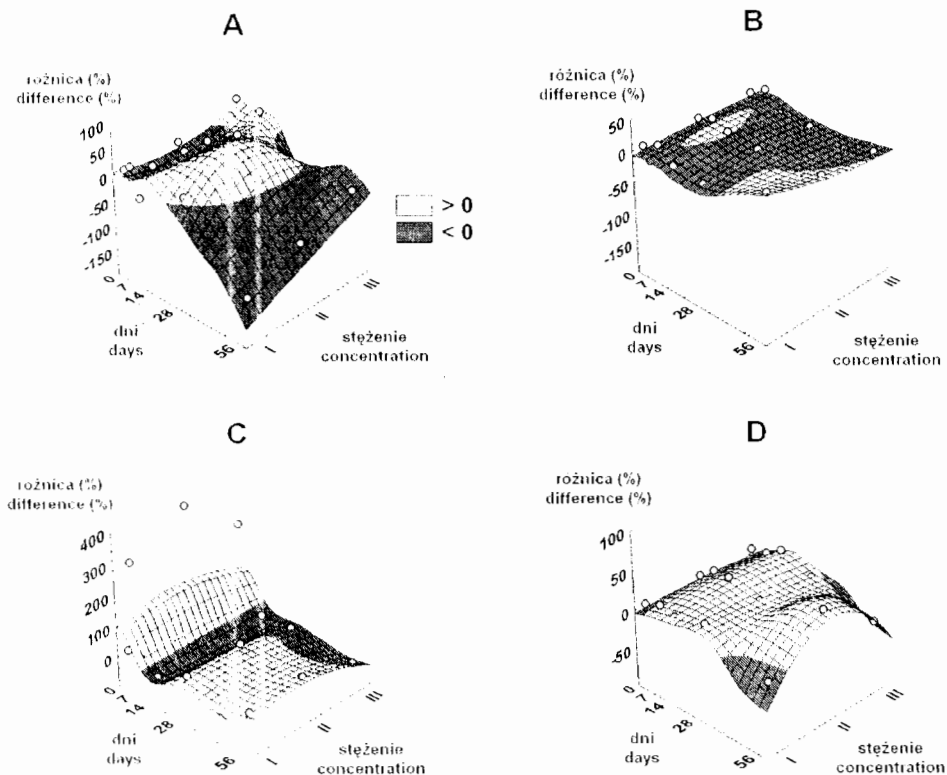 A
różnica (%)
difference (%)
100
50
0
-50
-100
-150
0
7
14
28
56
dni
days
I
II
III
stężenie
concentration
> 0
< 0
B
różnica (%)
difference (%)
50
0
-50
-100
-150
0
7
14
28
56
dni
days
I
II
III
stężenie
concentration
C
różnica (%)
difference (%)
400
300
200
100
0
0
7
14
28
56
dni
days
I
II
III
stężenie
concentration
D
różnica (%)
difference (%)
100
50
0
-50
0
7
14
28
56
dni
days
I
II
III
stężenie
concentration